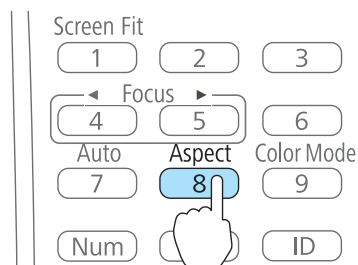 Screen Fit
1 2 3
◄ Focus ►
4 5 6
Auto Aspect Color Mode
7 8 9
Num ID